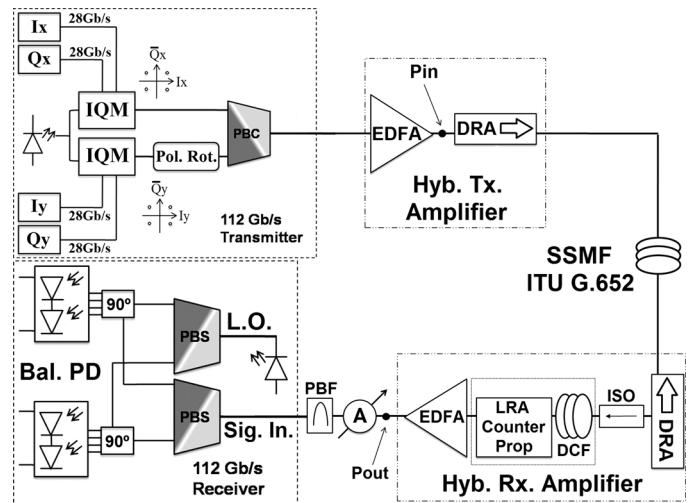 Ix
28Gb/s
Qx
28Gb/s
Q̅x
Ix
IQM
PBC
IQM
Pol. Rot.
Iy
28Gb/s
Qy
28Gb/s
Q̅y
Iy
112 Gb/s
Transmitter
Pin
EDFA
DRA
Hyb. Tx.
Amplifier
SSMF
ITU G.652
90º
PBS
L.O.
Bal. PD
PBS
90º
Sig. In.
112 Gb/s
Receiver
PBF
A
Pout
EDFA
LRA
Counter
Prop
DCF
ISO
DRA
Hyb. Rx. Amplifier